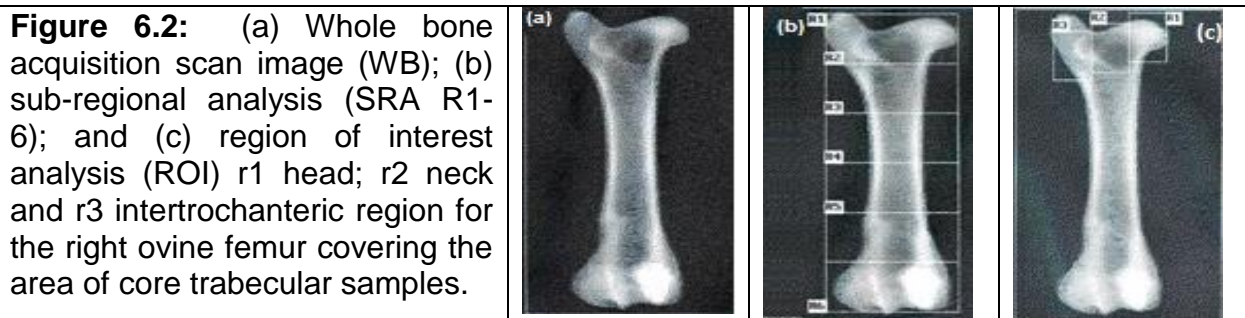 Figure 6.2: (a) Whole bone
acquisition scan image (WB); (b)
sub-regional analysis (SRA R1-
6); and (c) region of interest
analysis (ROI) r1 head; r2 neck
and r3 intertrochanteric region for
the right ovine femur covering the
area of core trabecular samples.
(a)
(b)
R1
R2
R3
R4
R5
(c)
R3
R2
R1